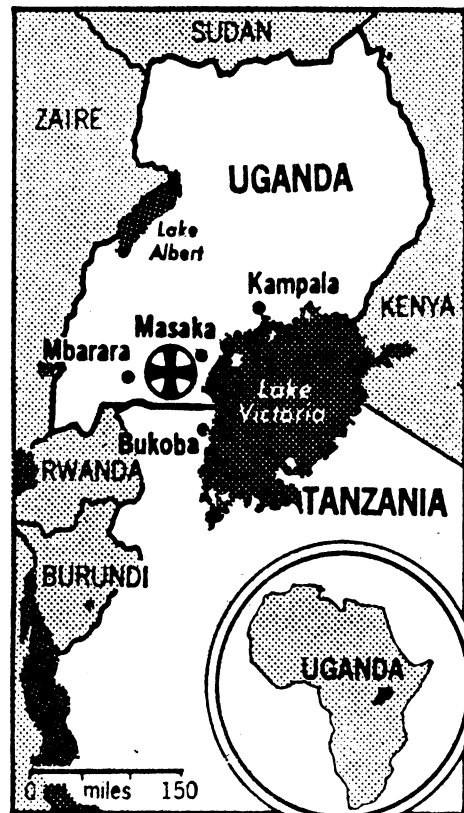 SUDAN
ZAIRE
UGANDA
Lake
Albert
Kampala
KENYA
Masaka
Mbarara
Lake
Victoria
Bukoba
RWANDA
TANZANIA
BURUNDI
UGANDA
0 miles 150